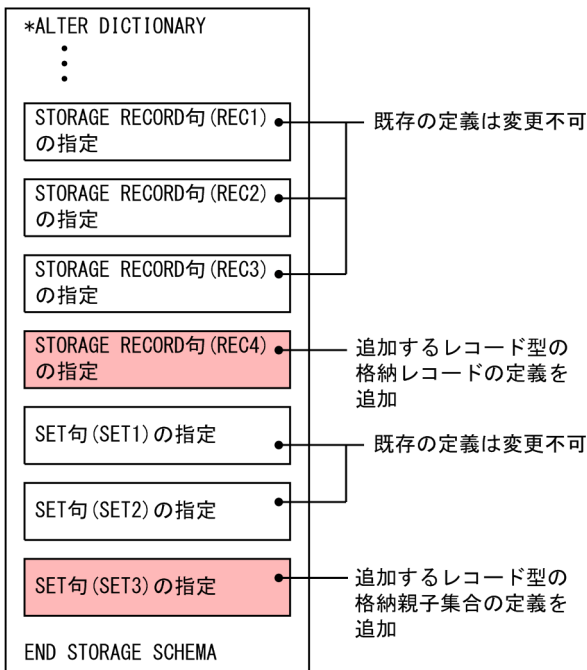 *ALTER DICTIONARY
STORAGE RECORD句(REC1)
の指定
既存の定義は変更不可
STORAGE RECORD句(REC2)
の指定
STORAGE RECORD句(REC3)
の指定
STORAGE RECORD句(REC4)
の指定
追加するレコード型の
格納レコードの定義を
追加
SET句(SET1)の指定
既存の定義は変更不可
SET句(SET2)の指定
SET句(SET3)の指定
追加するレコード型の
格納親子集合の定義を
追加
END STORAGE SCHEMA